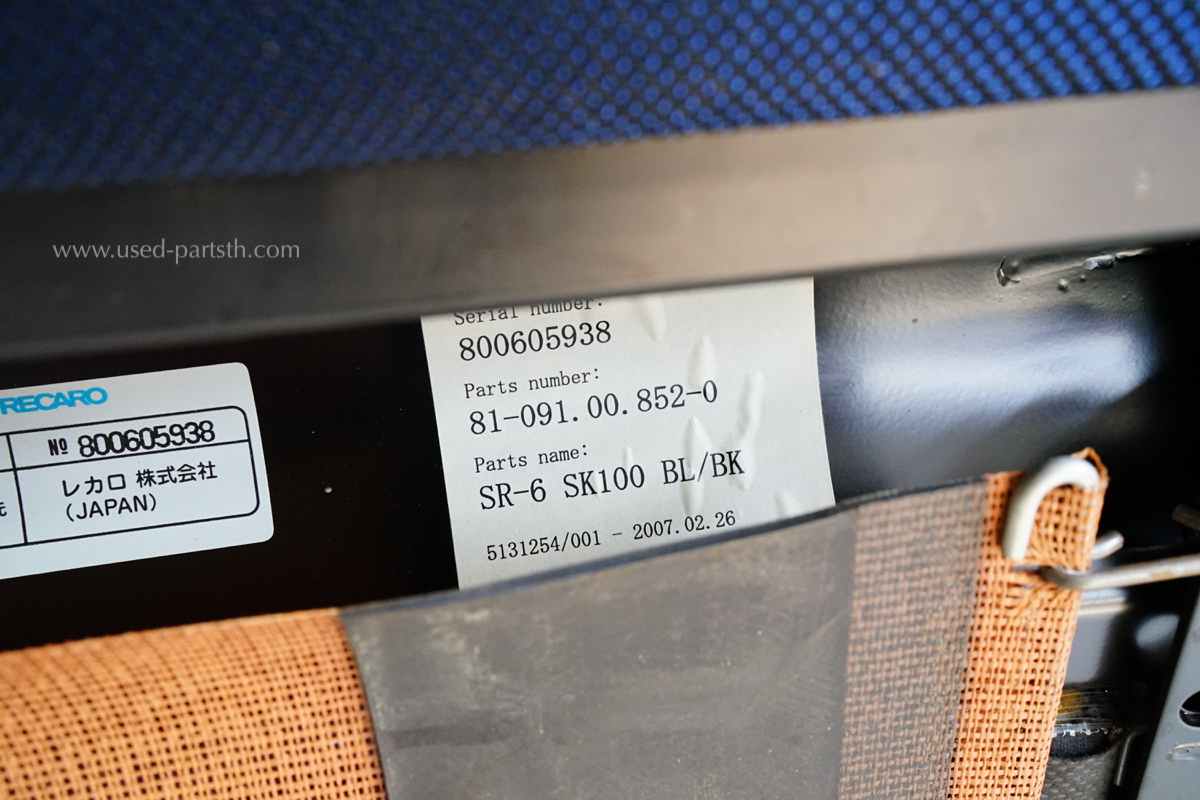 www.used-partsth.com
Serial number:
800605938
Parts number:
81-091.00.852-0
Parts name:
SR-6 SK100 BL/BK
5131254/001 - 2007.02.26
RECARO
№ 800605938
レカロ 株式会社
(JAPAN)